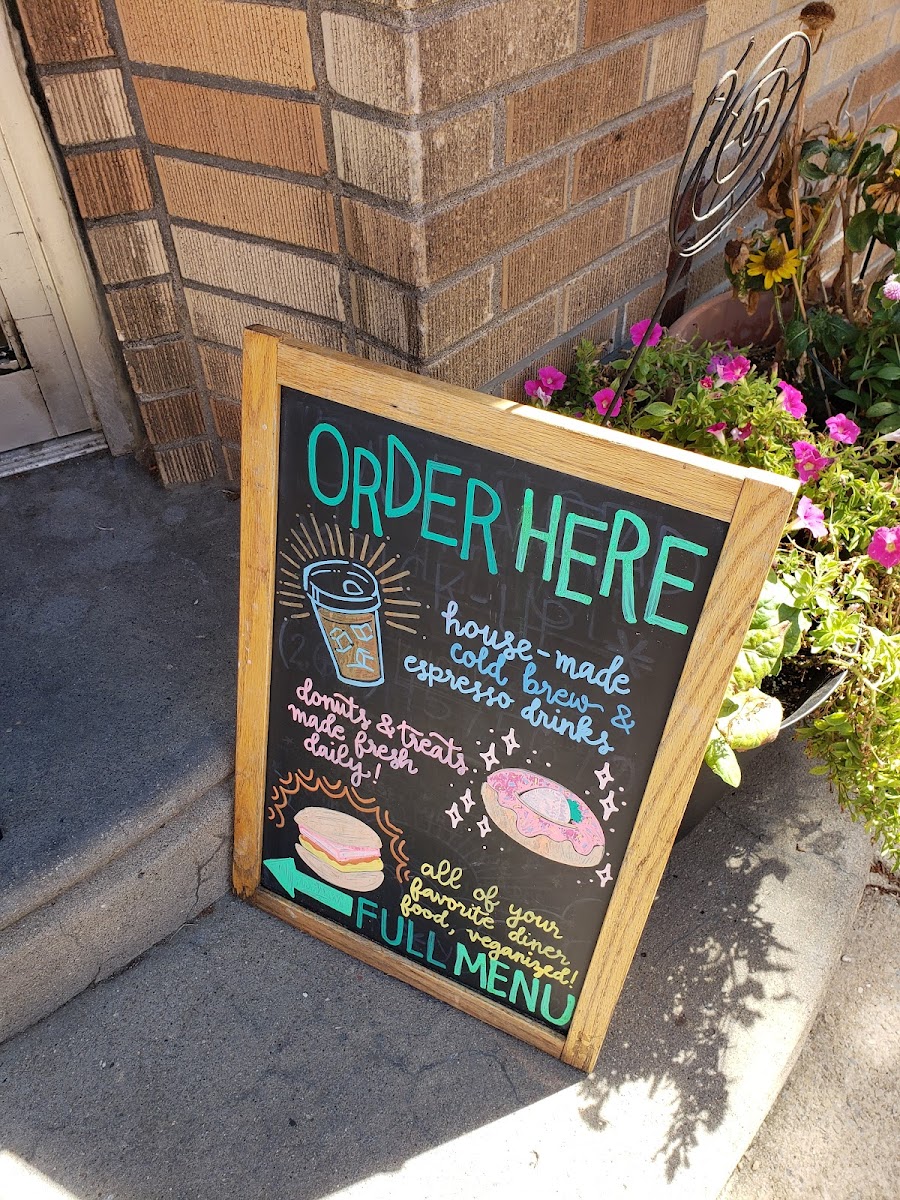 ORDER HERE
house-made
cold brew &
espresso drinks
donuts & treats
made fresh
daily!
all of your
favorite diner
food, veganized!
FULL MENU